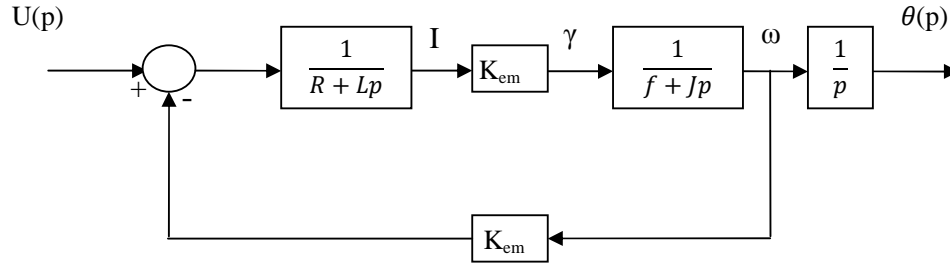 U(p)
θ(p)
I
γ
ω
1
R + Lp
K_em
1
f + Jp
1
p
+
-
K_em